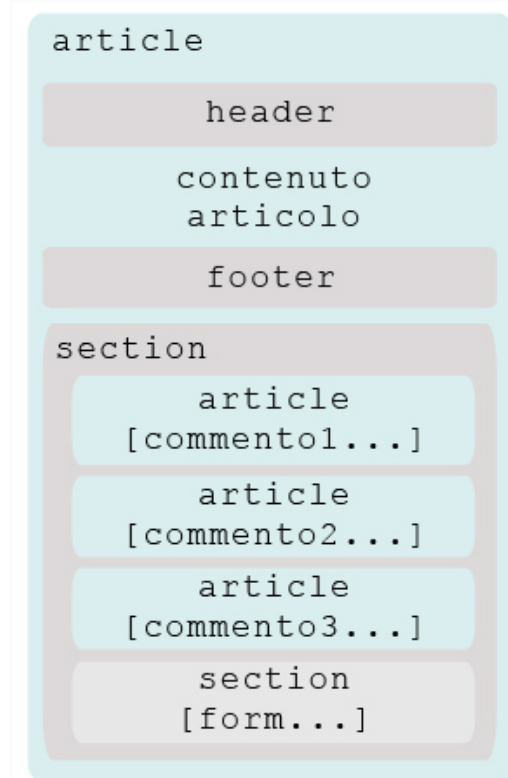 article
header
contenuto
articolo
footer
section
article
[commento1...]
article
[commento2...]
article
[commento3...]
section
[form...]